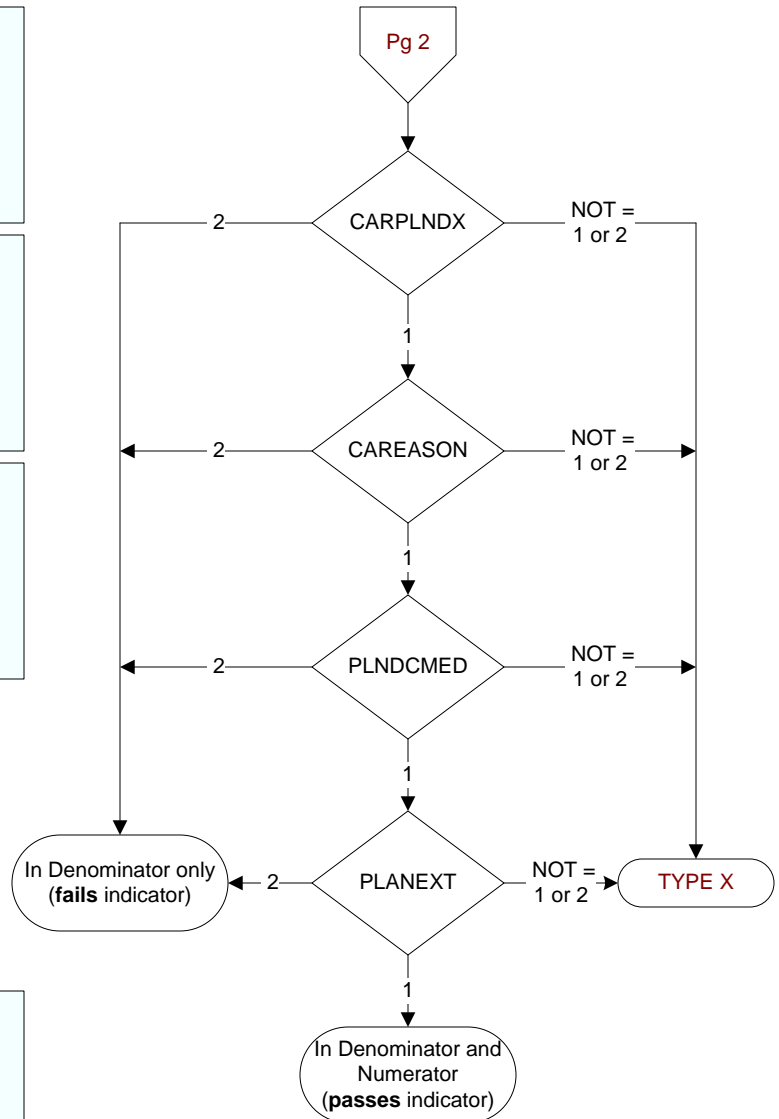 Pg 2
CARPLNDX
2
NOT =
1 or 2
1
CAREASON
2
NOT =
1 or 2
1
PLNDCMED
2
NOT =
1 or 2
1
In Denominator only
(fails indicator)
2
PLANEXT
NOT =
1 or 2
TYPE X
1
In Denominator and
Numerator
(passes indicator)